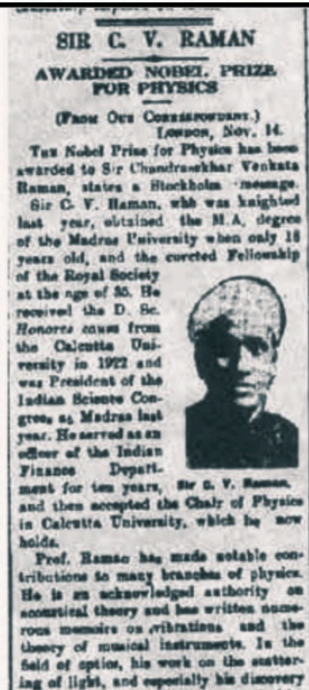 SIR C. V. RAMAN
AWARDED NOBEL PRIZE
FOR PHYSICS
(FROM OUR CORRESPONDENT.)
LONDON, Nov. 14.
THE Nobel Prize for Physics has been
awarded to Sir Chandrasekhar Venkata
Raman, states a Stockholm message.
Sir C. V. Raman, who was knighted
last year, obtained the M.A. degree
of the Madras University when only 18
years old, and the coveted Fellowship
of the Royal Society
at the age of 35. He
received the D. Sc.
Honoris causa from
the Calcutta Uni-
versity in 1922 and
was President of the
Indian Science Con-
gress at Madras last
year. He served as an
officer of the Indian
Finance Depart-
ment for ten years,
Sir C. V. Raman.
and then accepted the Chair of Physics
in Calcutta University, which he now
holds.
Prof. Raman has made notable con-
tributions to many branches of physics.
He is an acknowledged authority on
acoustical theory and has written nume-
rous memoirs on vibrations and the
theory of musical instruments. In the
field of optics, his work on the scatter-
ing of light, and especially his discovery